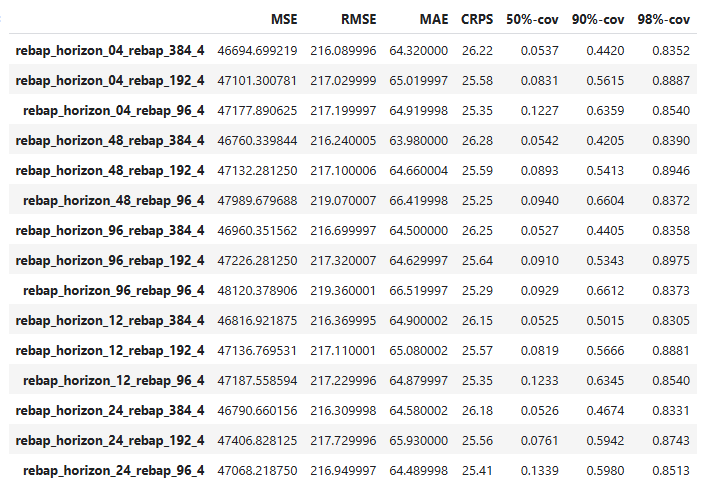 MSE RMSE MAE CRPS 50%-cov 90%-cov 98%-cov
rebap_horizon_04_rebap_384_4 46694.699219 216.089996 64.320000 26.22 0.0537 0.4420 0.8352
rebap_horizon_04_rebap_192_4 47101.300781 217.029999 65.019997 25.58 0.0831 0.5615 0.8887
rebap_horizon_04_rebap_96_4 47177.890625 217.199997 64.919998 25.35 0.1227 0.6359 0.8540
rebap_horizon_48_rebap_384_4 46760.339844 216.240005 63.980000 26.28 0.0542 0.4205 0.8390
rebap_horizon_48_rebap_192_4 47132.281250 217.100006 64.660004 25.59 0.0893 0.5413 0.8946
rebap_horizon_48_rebap_96_4 47989.679688 219.070007 66.419998 25.25 0.0940 0.6604 0.8372
rebap_horizon_96_rebap_384_4 46960.351562 216.699997 64.500000 26.25 0.0527 0.4405 0.8358
rebap_horizon_96_rebap_192_4 47226.281250 217.320007 64.629997 25.64 0.0910 0.5343 0.8975
rebap_horizon_96_rebap_96_4 48120.378906 219.360001 66.519997 25.29 0.0929 0.6612 0.8373
rebap_horizon_12_rebap_384_4 46816.921875 216.369995 64.900002 26.15 0.0525 0.5015 0.8305
rebap_horizon_12_rebap_192_4 47136.769531 217.110001 65.080002 25.57 0.0819 0.5666 0.8881
rebap_horizon_12_rebap_96_4 47187.558594 217.229996 64.879997 25.35 0.1233 0.6345 0.8540
rebap_horizon_24_rebap_384_4 46790.660156 216.309998 64.580002 26.18 0.0526 0.4674 0.8331
rebap_horizon_24_rebap_192_4 47406.828125 217.729996 65.930000 25.56 0.0761 0.5942 0.8743
rebap_horizon_24_rebap_96_4 47068.218750 216.949997 64.489998 25.41 0.1339 0.5980 0.8513